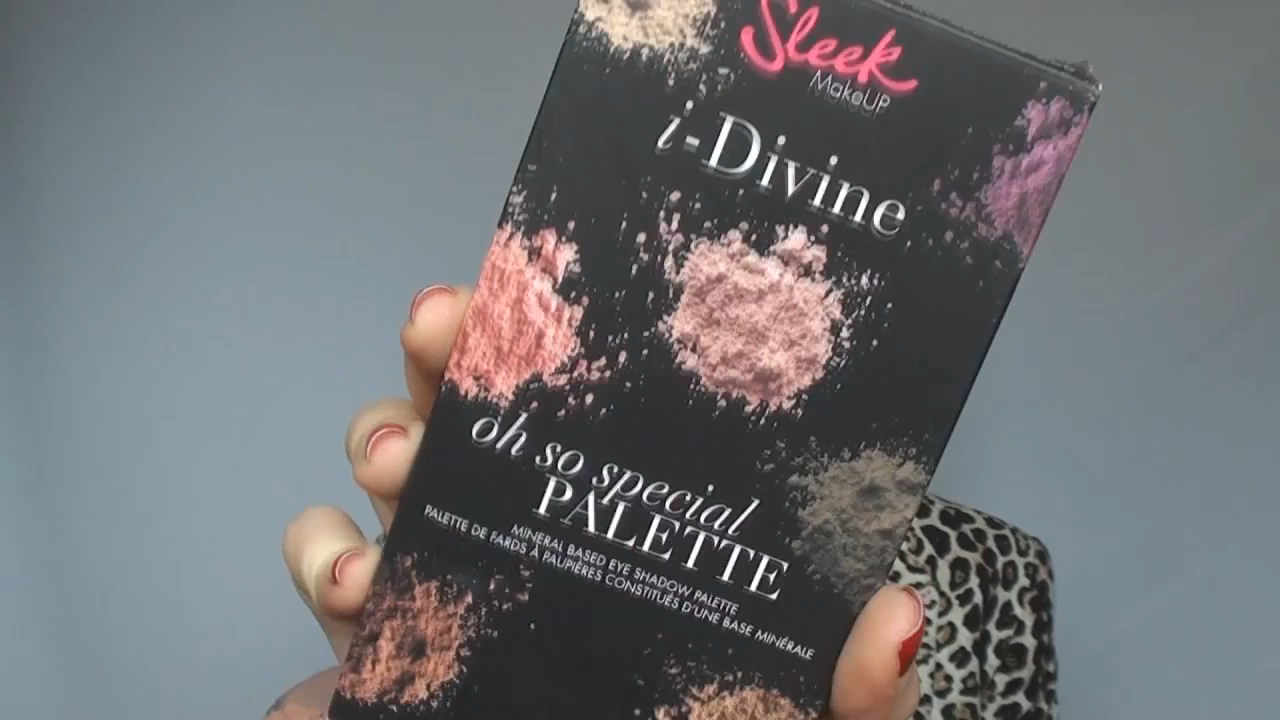 Sleek
MakeUP
i-Divine
oh so special
PALETTE
MINERAL BASED EYE SHADOW PALETTE
PALETTE DE FARDS À PAUPIÈRES CONSTITUÉS D'UNE BASE MINÉRALE